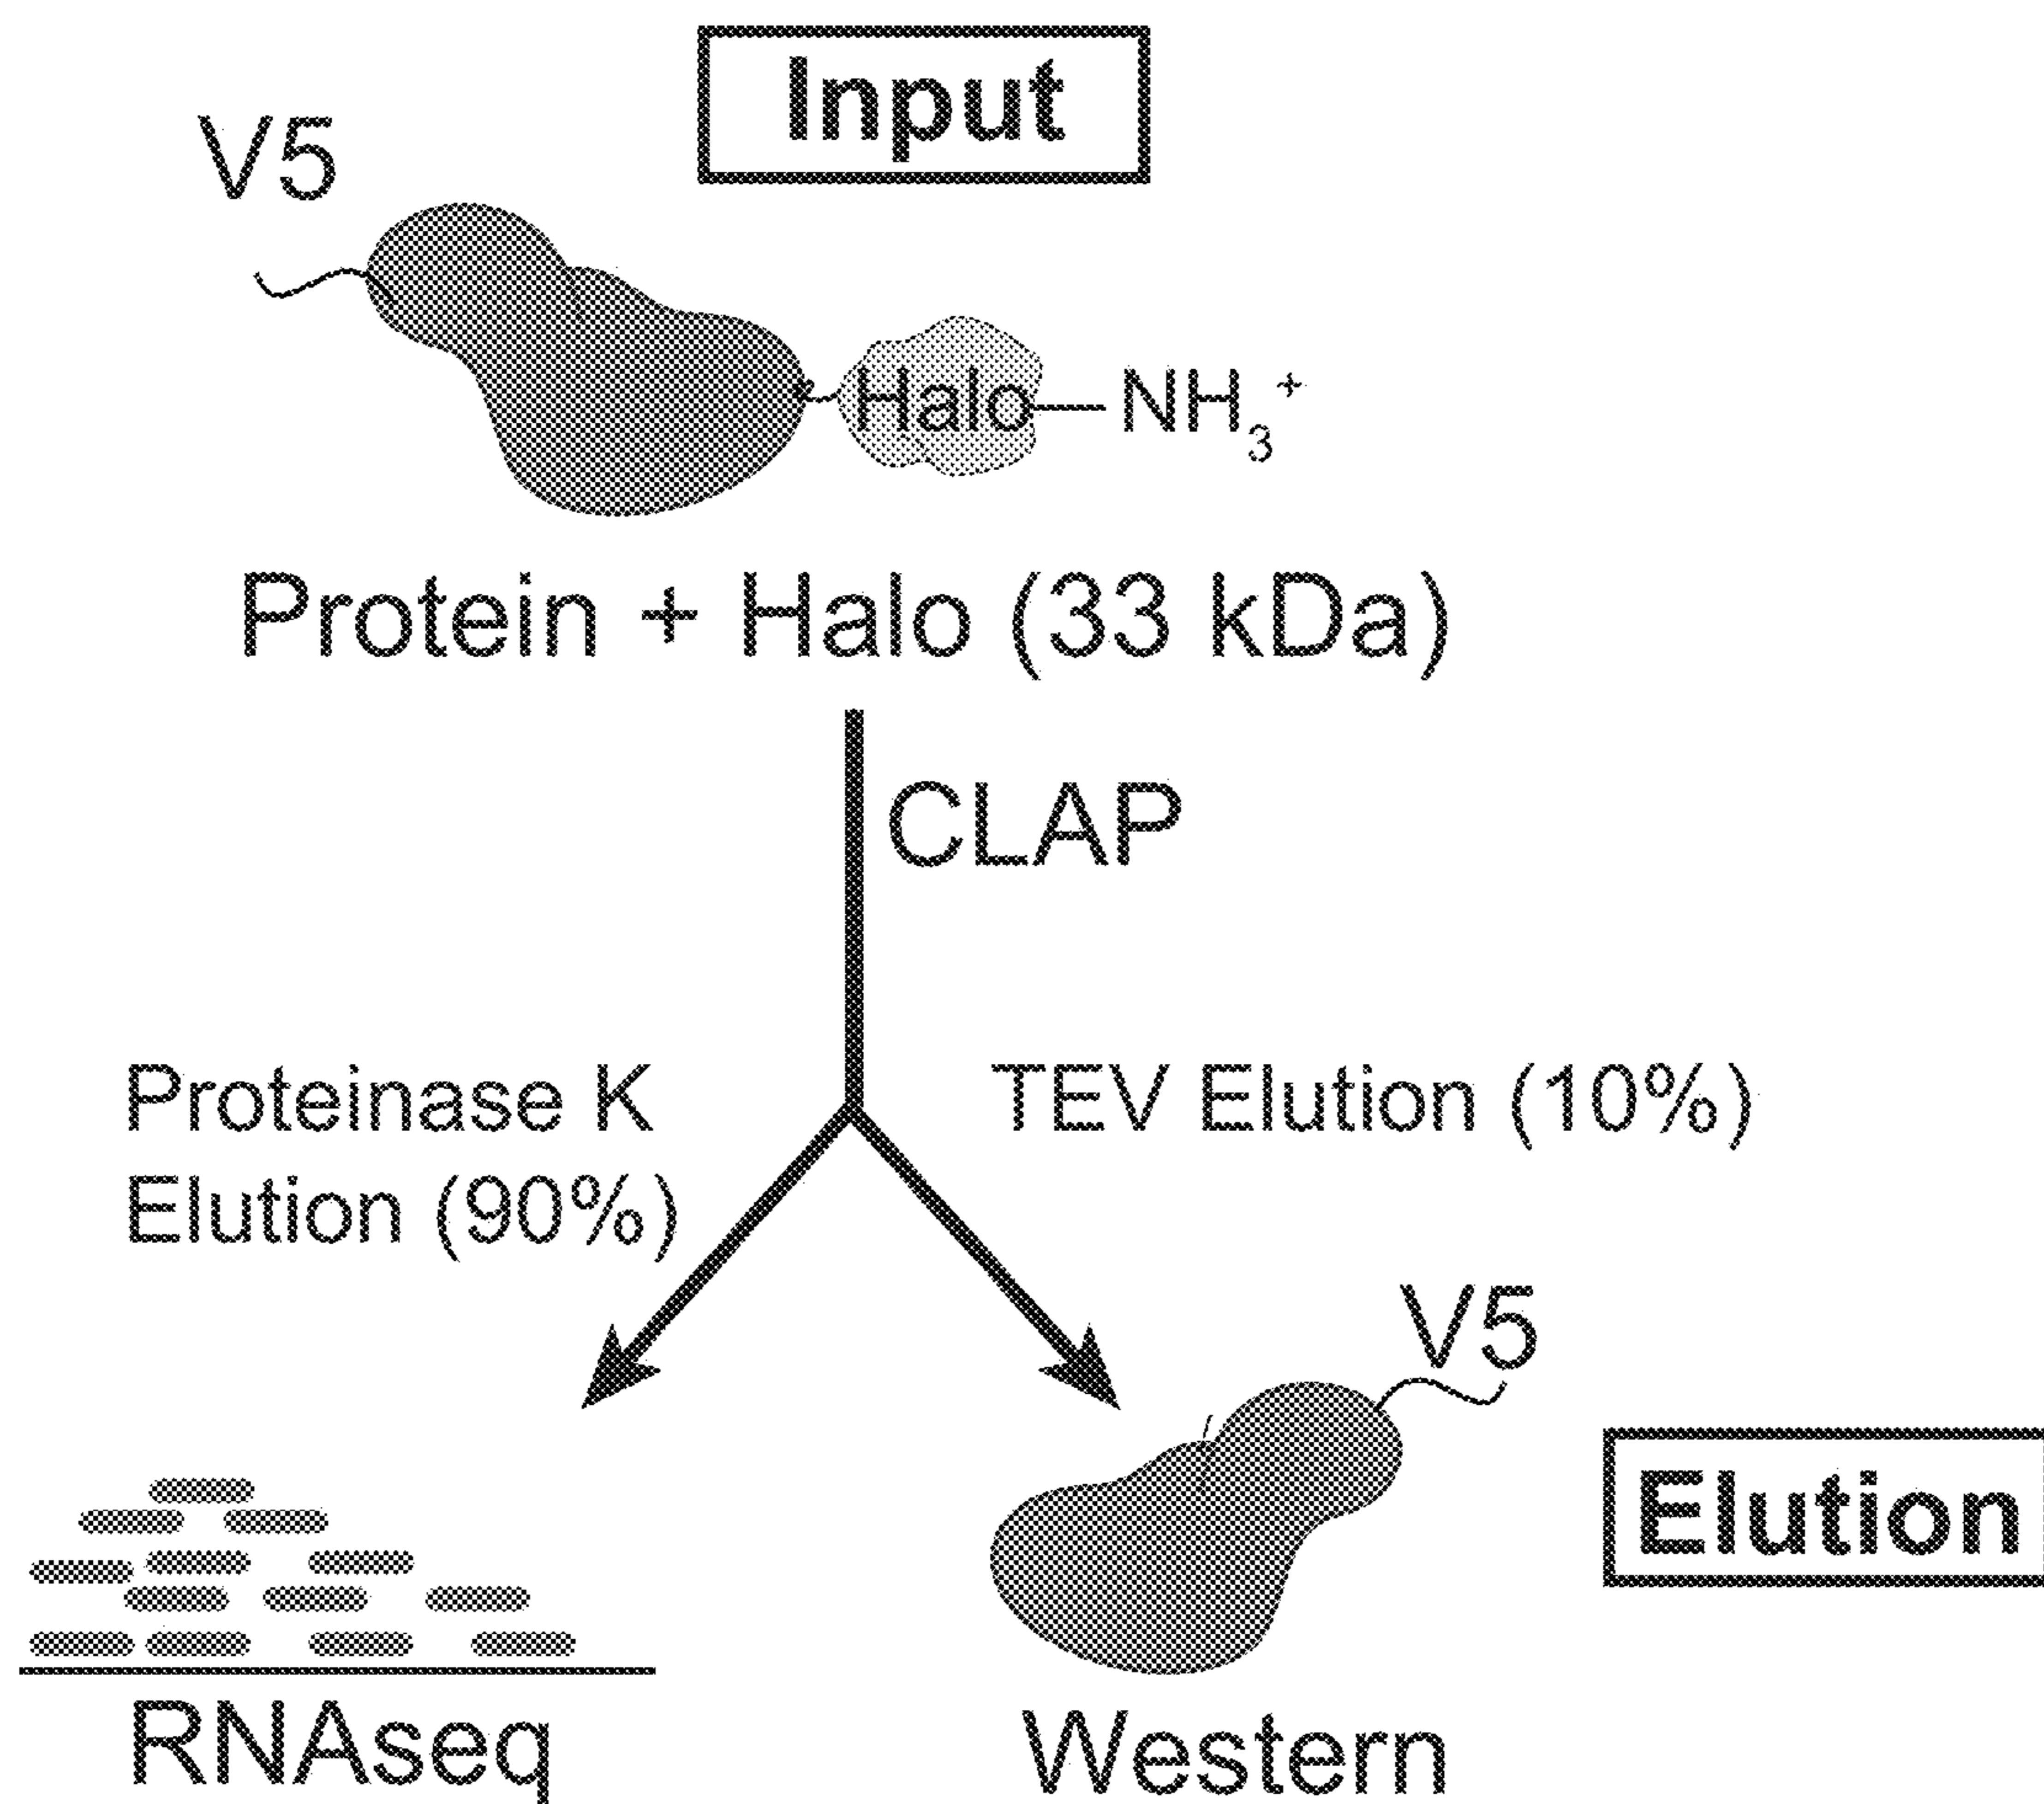 Input
V5
Halo NH3+
Protein + Halo (33 kDa)
CLAP
Proteinase K
Elution (90%)
TEV Elution (10%)
V5
Elution
RNAseq
Western